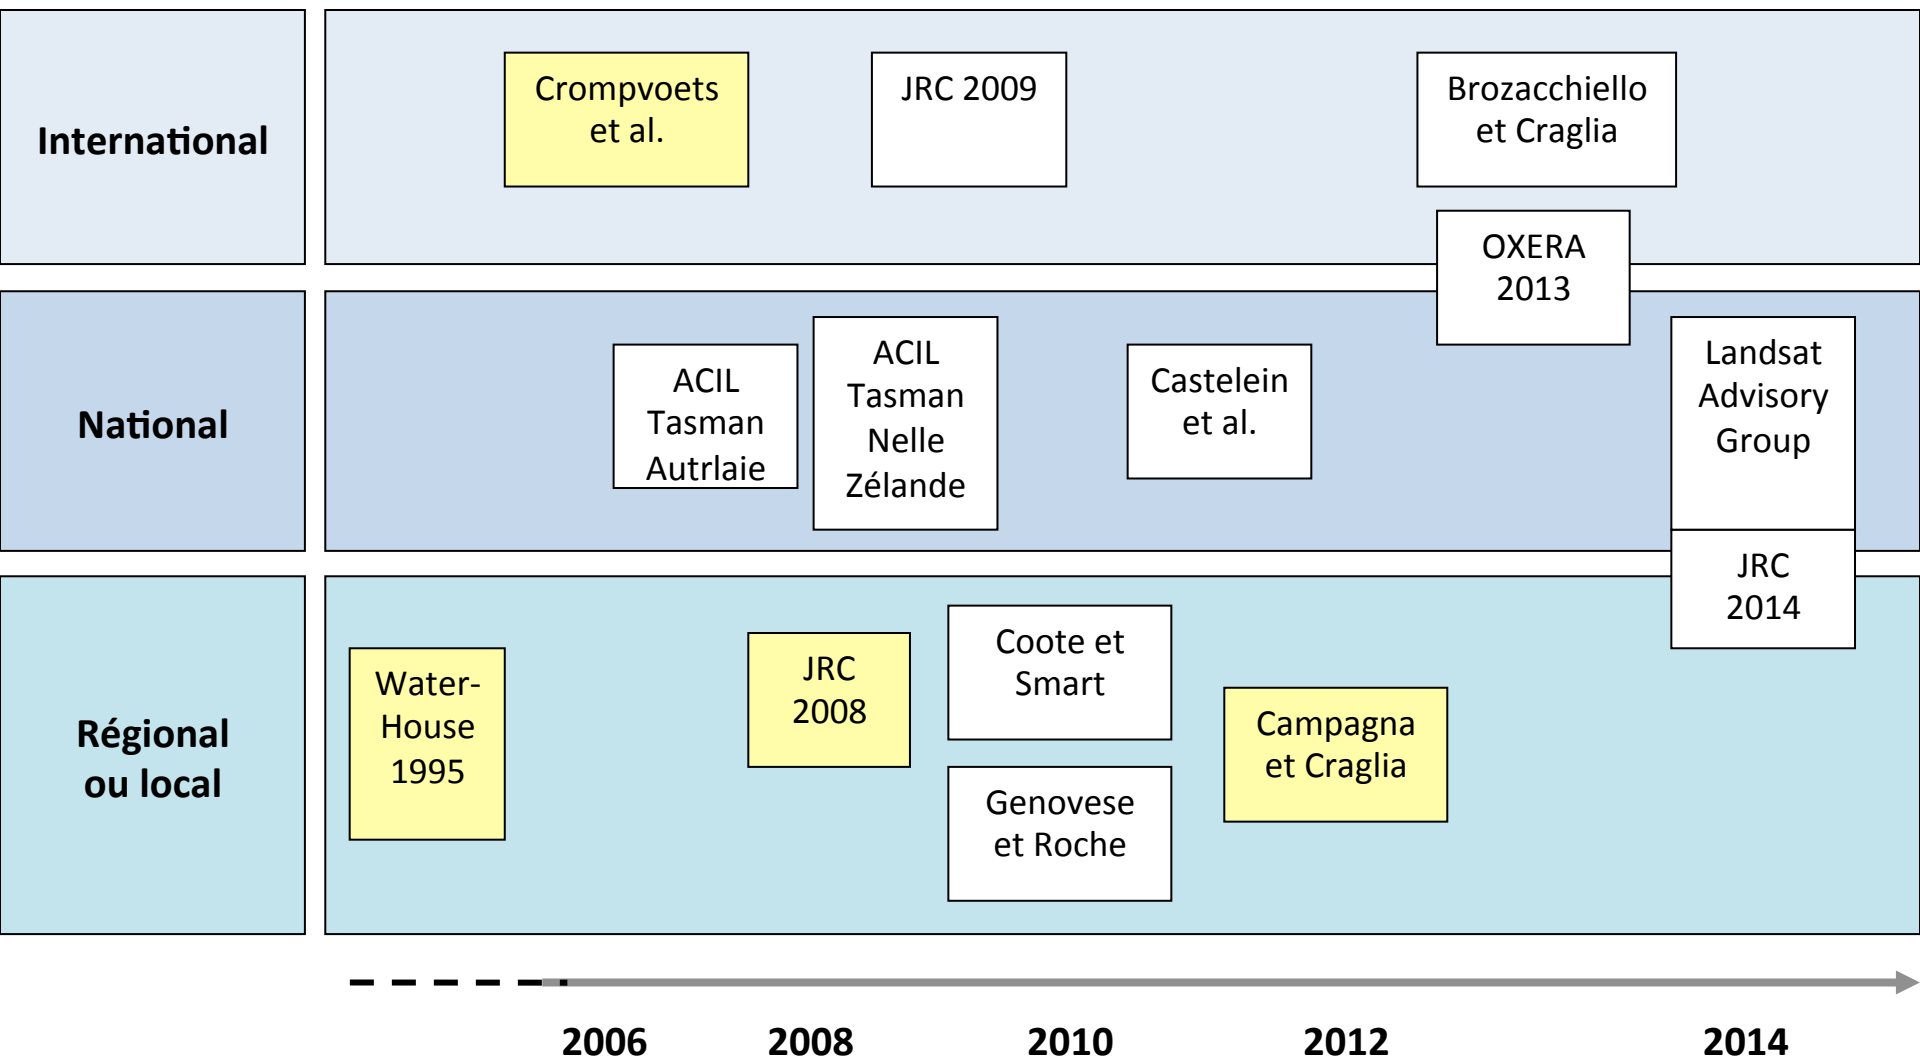 International
Crompvoets
et al.
JRC 2009
Brozacchiello
et Craglia
OXERA
2013
National
ACIL
Tasman
Autrlaie
ACIL
Tasman
Nelle
Zélande
Castelein
et al.
Landsat
Advisory
Group
JRC
2014
Régional
ou local
Water-
House
1995
JRC
2008
Coote et
Smart
Genovese
et Roche
Campagna
et Craglia
2006 2008 2010 2012 2014